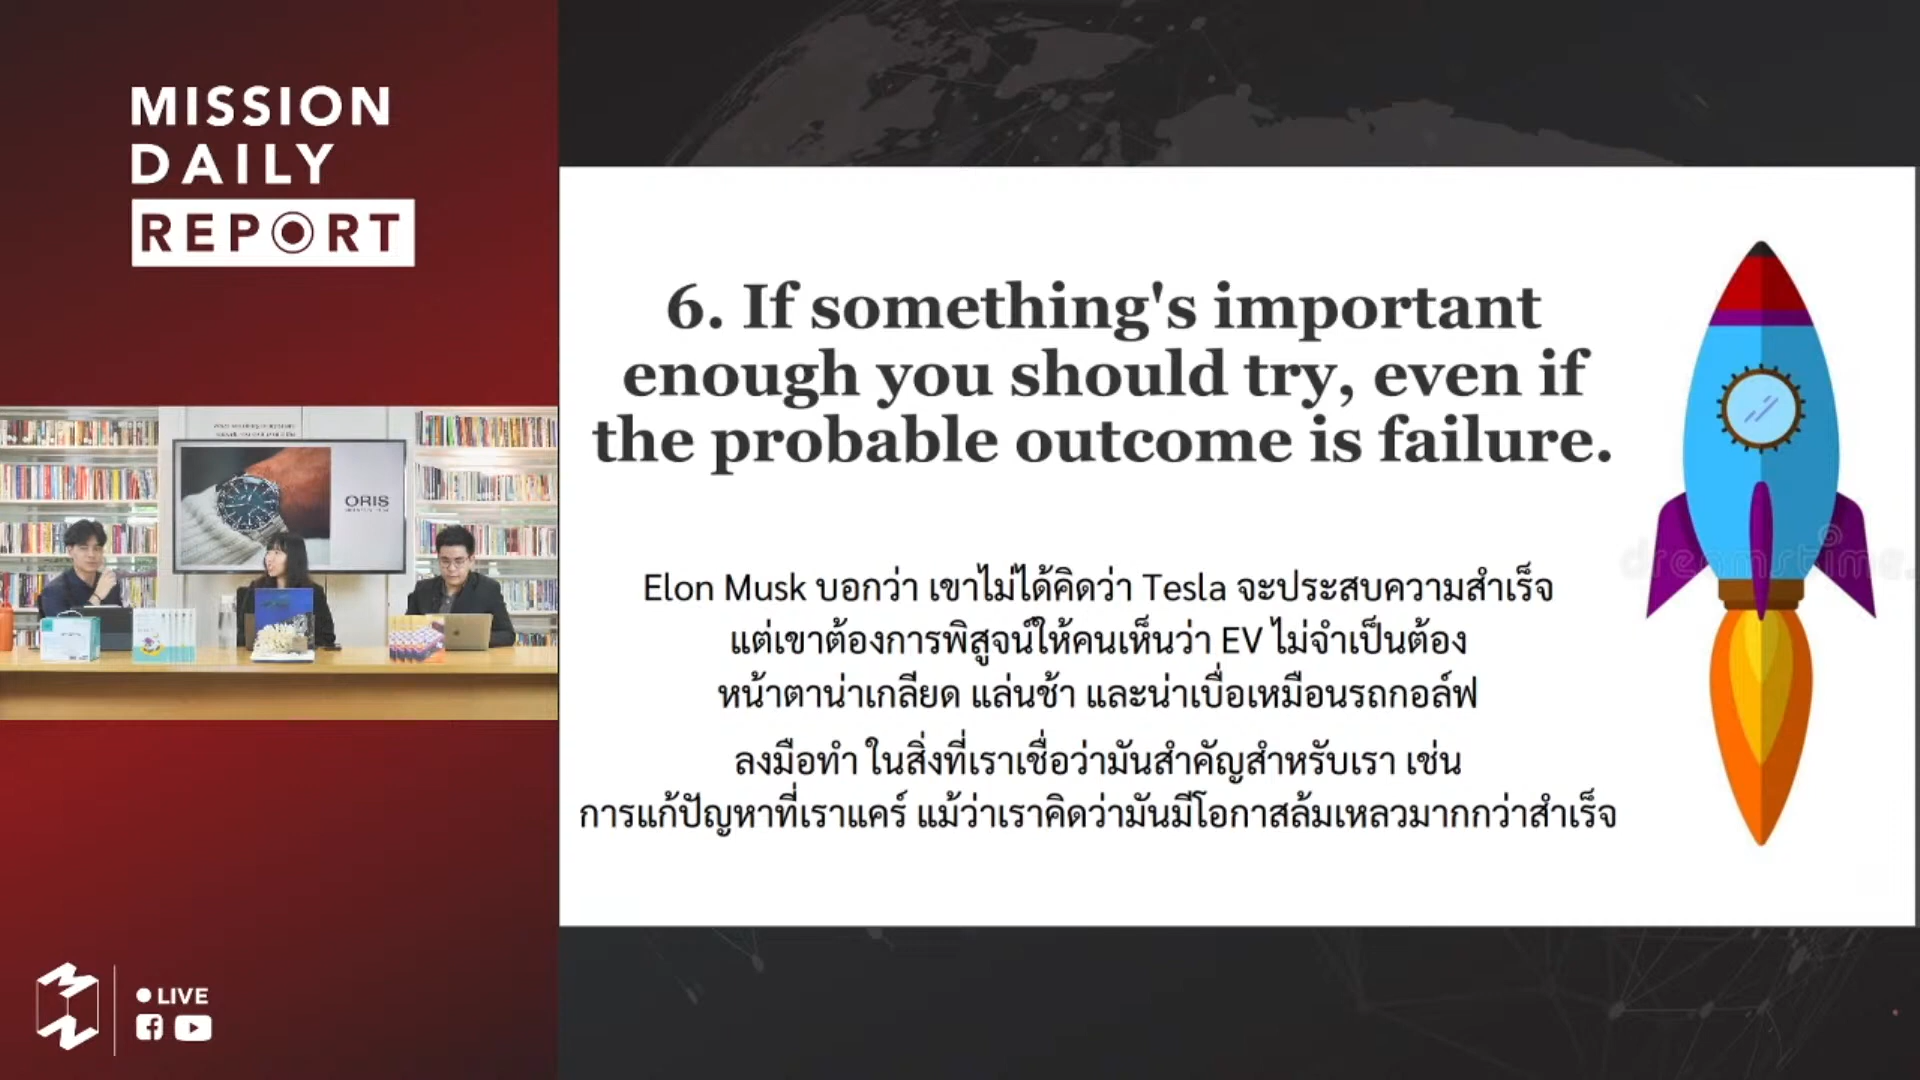 MISSION
DAILY
REPORT
ORIS
6. If something's important
enough you should try, even if
the probable outcome is failure.
dreamstime.
Elon Musk บอกว่า เขาไม่ได้คิดว่า Tesla จะประสบความสำเร็จ
แต่เขาต้องการพิสูจน์ให้คนเห็นว่า EV ไม่จำเป็นต้อง
หน้าตาน่าเกลียด แล่นช้า และน่าเบื่อเหมือนรถกอล์ฟ
ลงมือทำ ในสิ่งที่เราเชื่อว่ามันสำคัญสำหรับเรา เช่น
การแก้ปัญหาที่เราแคร์ แม้ว่าเราคิดว่ามันมีโอกาสล้มเหลวมากกว่าสำเร็จ
LIVE